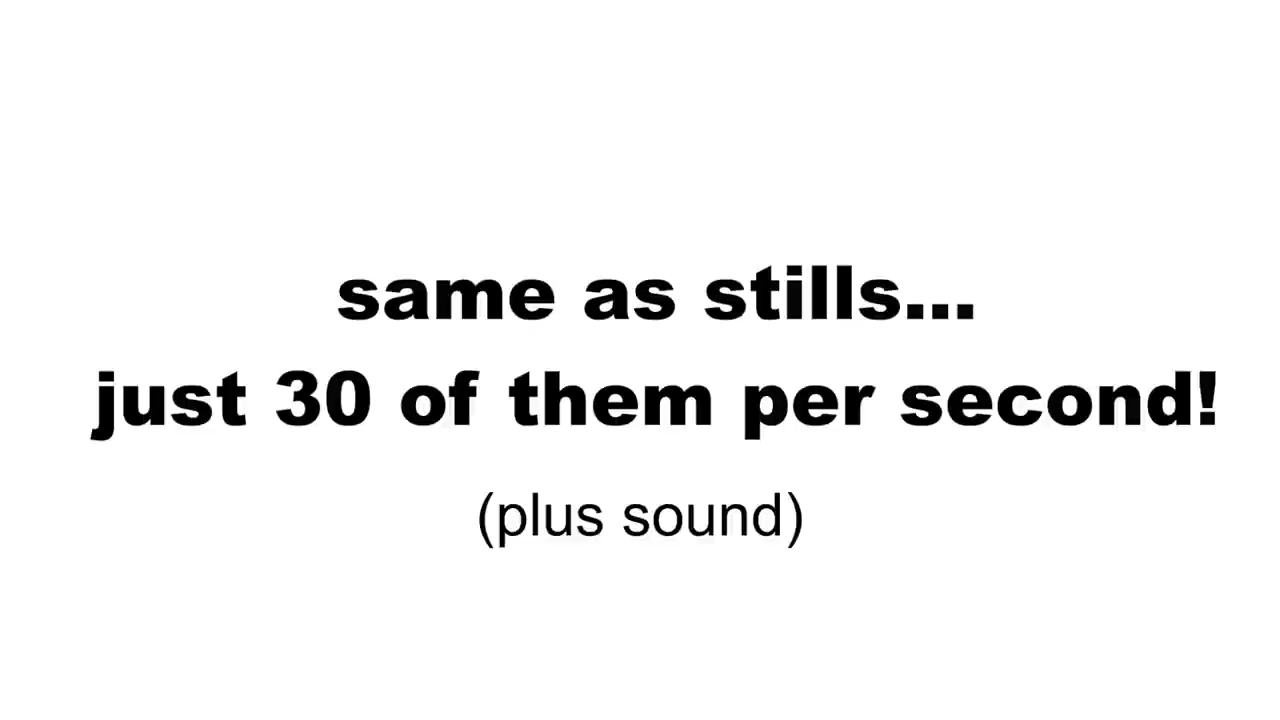 same as stills...
just 30 of them per second!
(plus sound)